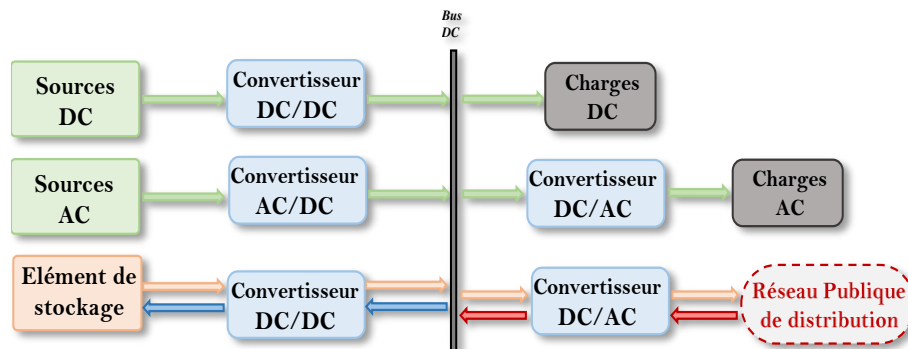 Bus
DC
Sources
DC
Convertisseur
DC/DC
Charges
DC
Sources
AC
Convertisseur
AC/DC
Convertisseur
DC/AC
Charges
AC
Elément de
stockage
Convertisseur
DC/DC
Convertisseur
DC/AC
Réseau Publique
de distribution